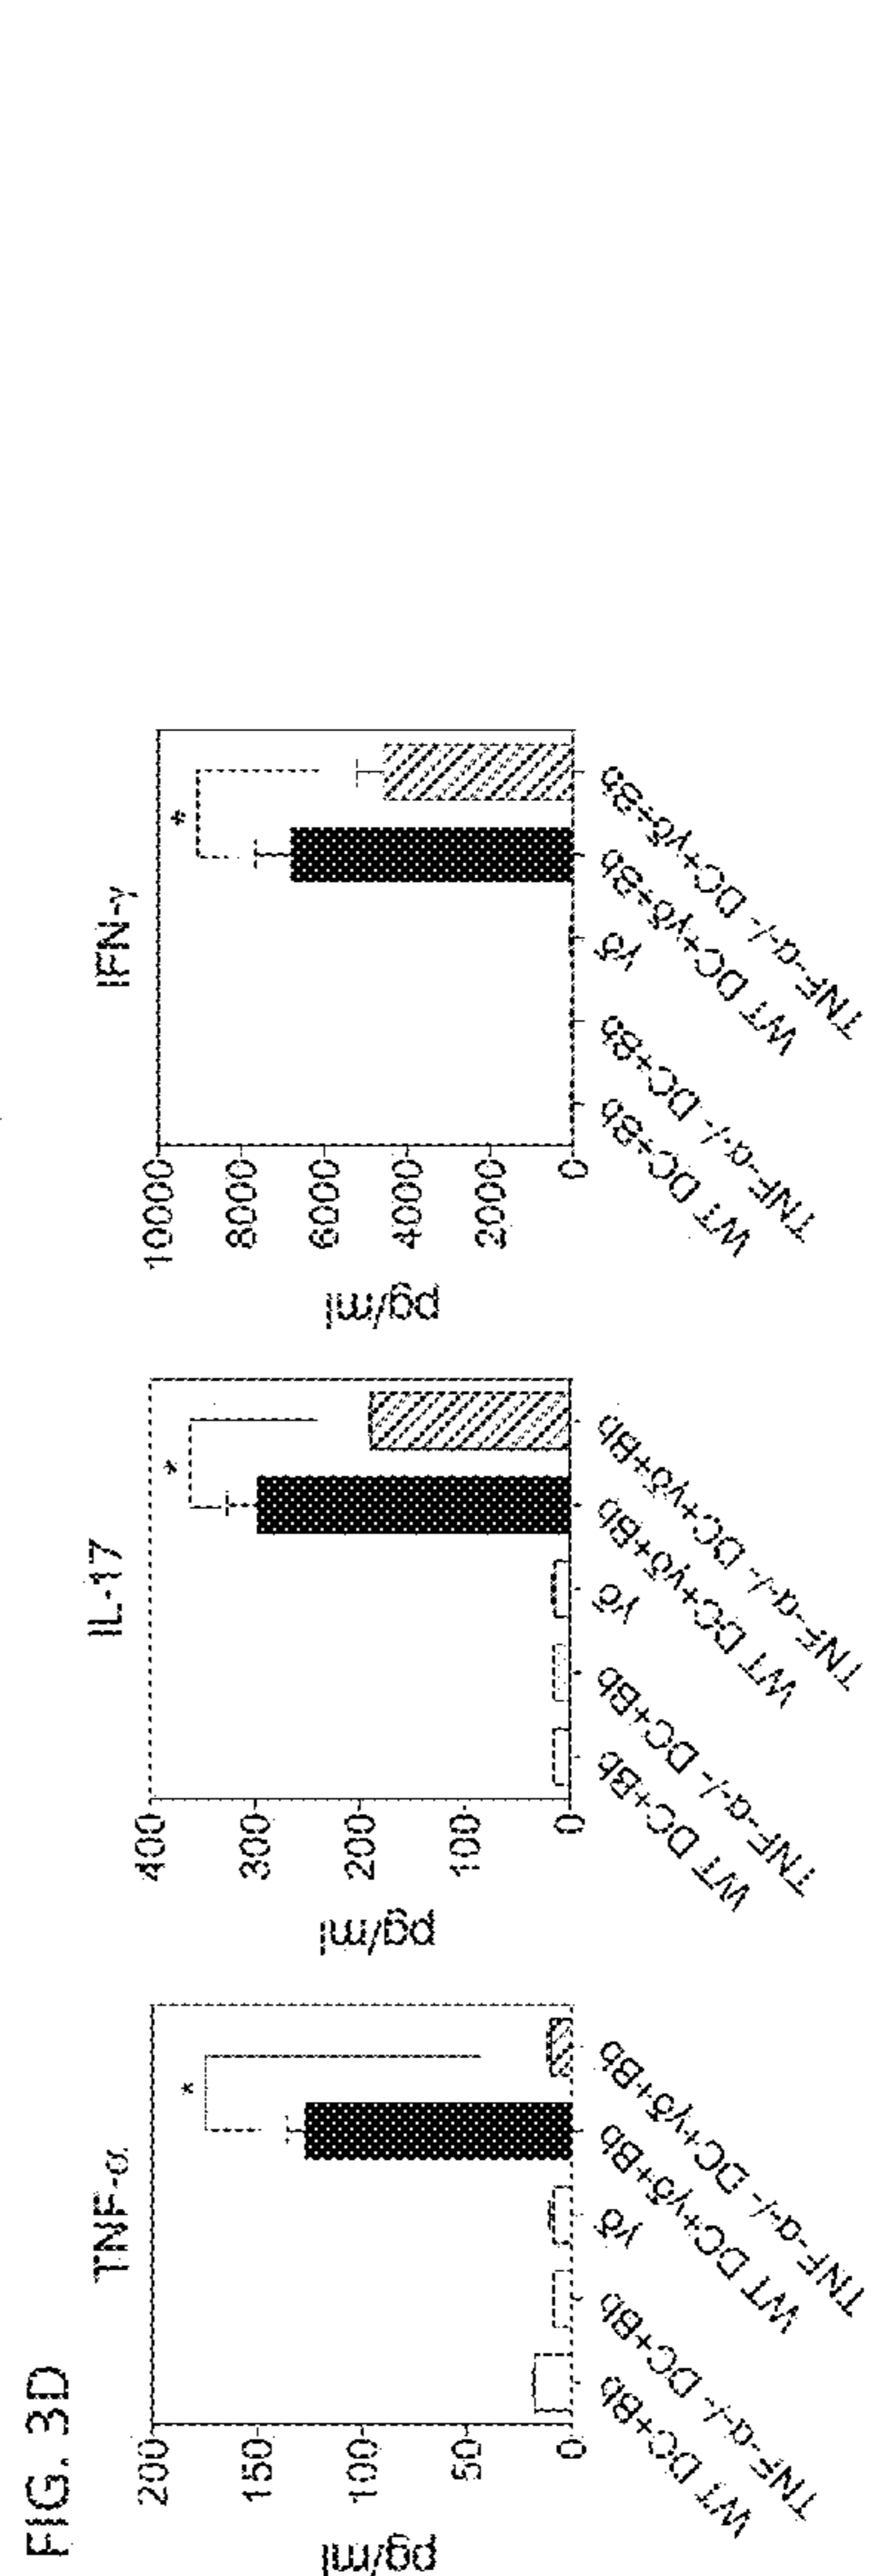 FIG. 3D
TNF-α
pg/ml
200
150
100
50
0
WT DC+Bb
TNF-α-/- DC+Bb
γδ
WT DC+γδ+Bb
TNF-α-/- DC+γδ+Bb
*
IL-17
pg/ml
400
300
200
100
0
WT DC+Bb
TNF-α-/- DC+Bb
γδ
WT DC+γδ+Bb
TNF-α-/- DC+γδ+Bb
*
IFN-γ
pg/ml
10000
8000
6000
4000
2000
0
WT DC+Bb
TNF-α-/- DC+Bb
γδ
WT DC+γδ+Bb
TNF-α-/- DC+γδ+Bb
*